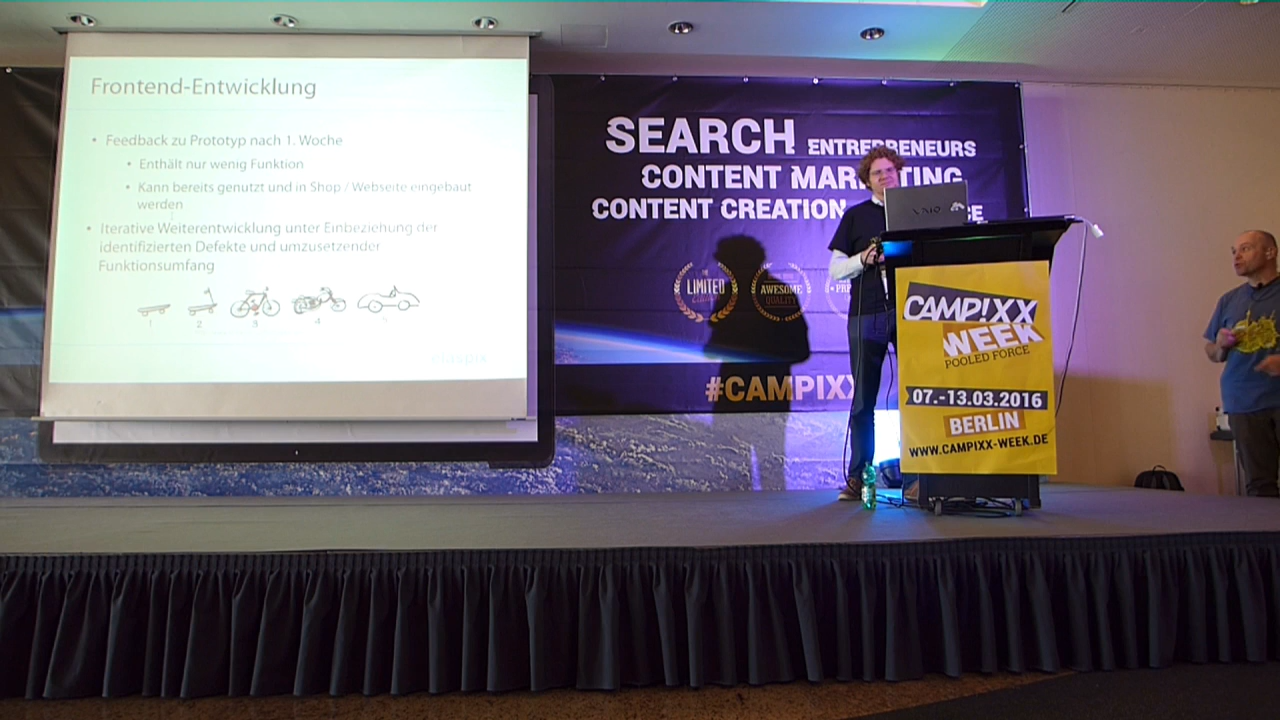 Frontend-Entwicklung
• Feedback zu Prototyp nach 1. Woche
• Enthält nur wenig Funktion
• Kann bereits genutzt und in Shop / Webseite eingebaut
werden
• Iterative Weiterentwicklung unter Einbeziehung der
identifizierten Defekte und umzusetzender
Funktionsumfang
1 2 3 4
SEARCH ENTREPRENEURS
CONTENT MARKETING
CONTENT CREATION
THE
LIMITED
AWESOME
QUALITY
#CAMPIXX
VAIO
CAMP!XX
WEEK
POOLED FORCE
07.-13.03.2016
BERLIN
WWW.CAMPIXX-WEEK.DE